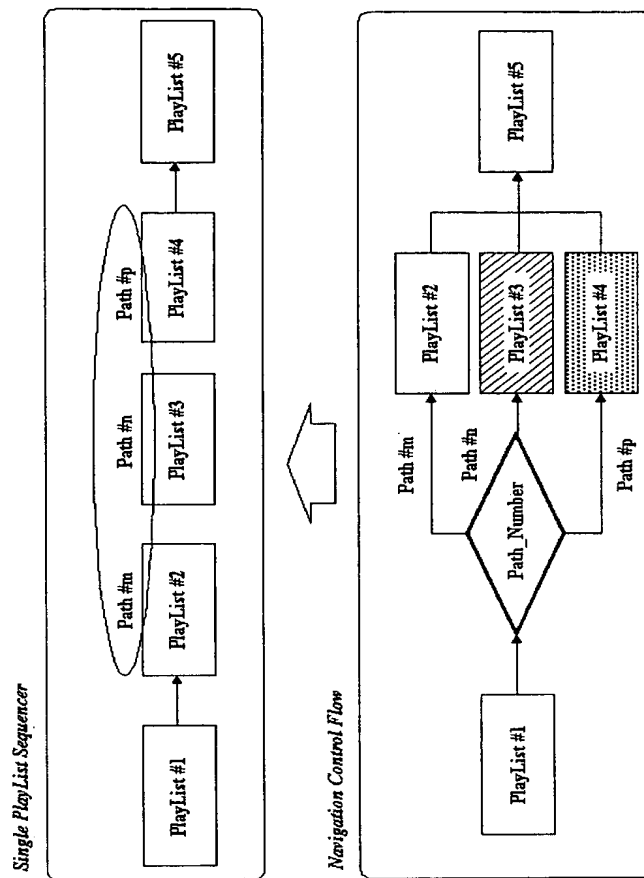 Single PlayList Sequencer
Path #m
Path #n
Path #p
PlayList #1
PlayList #2
PlayList #3
PlayList #4
PlayList #5
Navigation Control Flow
PlayList #1
Path_Number
Path #m
Path #n
Path #p
PlayList #2
PlayList #3
PlayList #4
PlayList #5